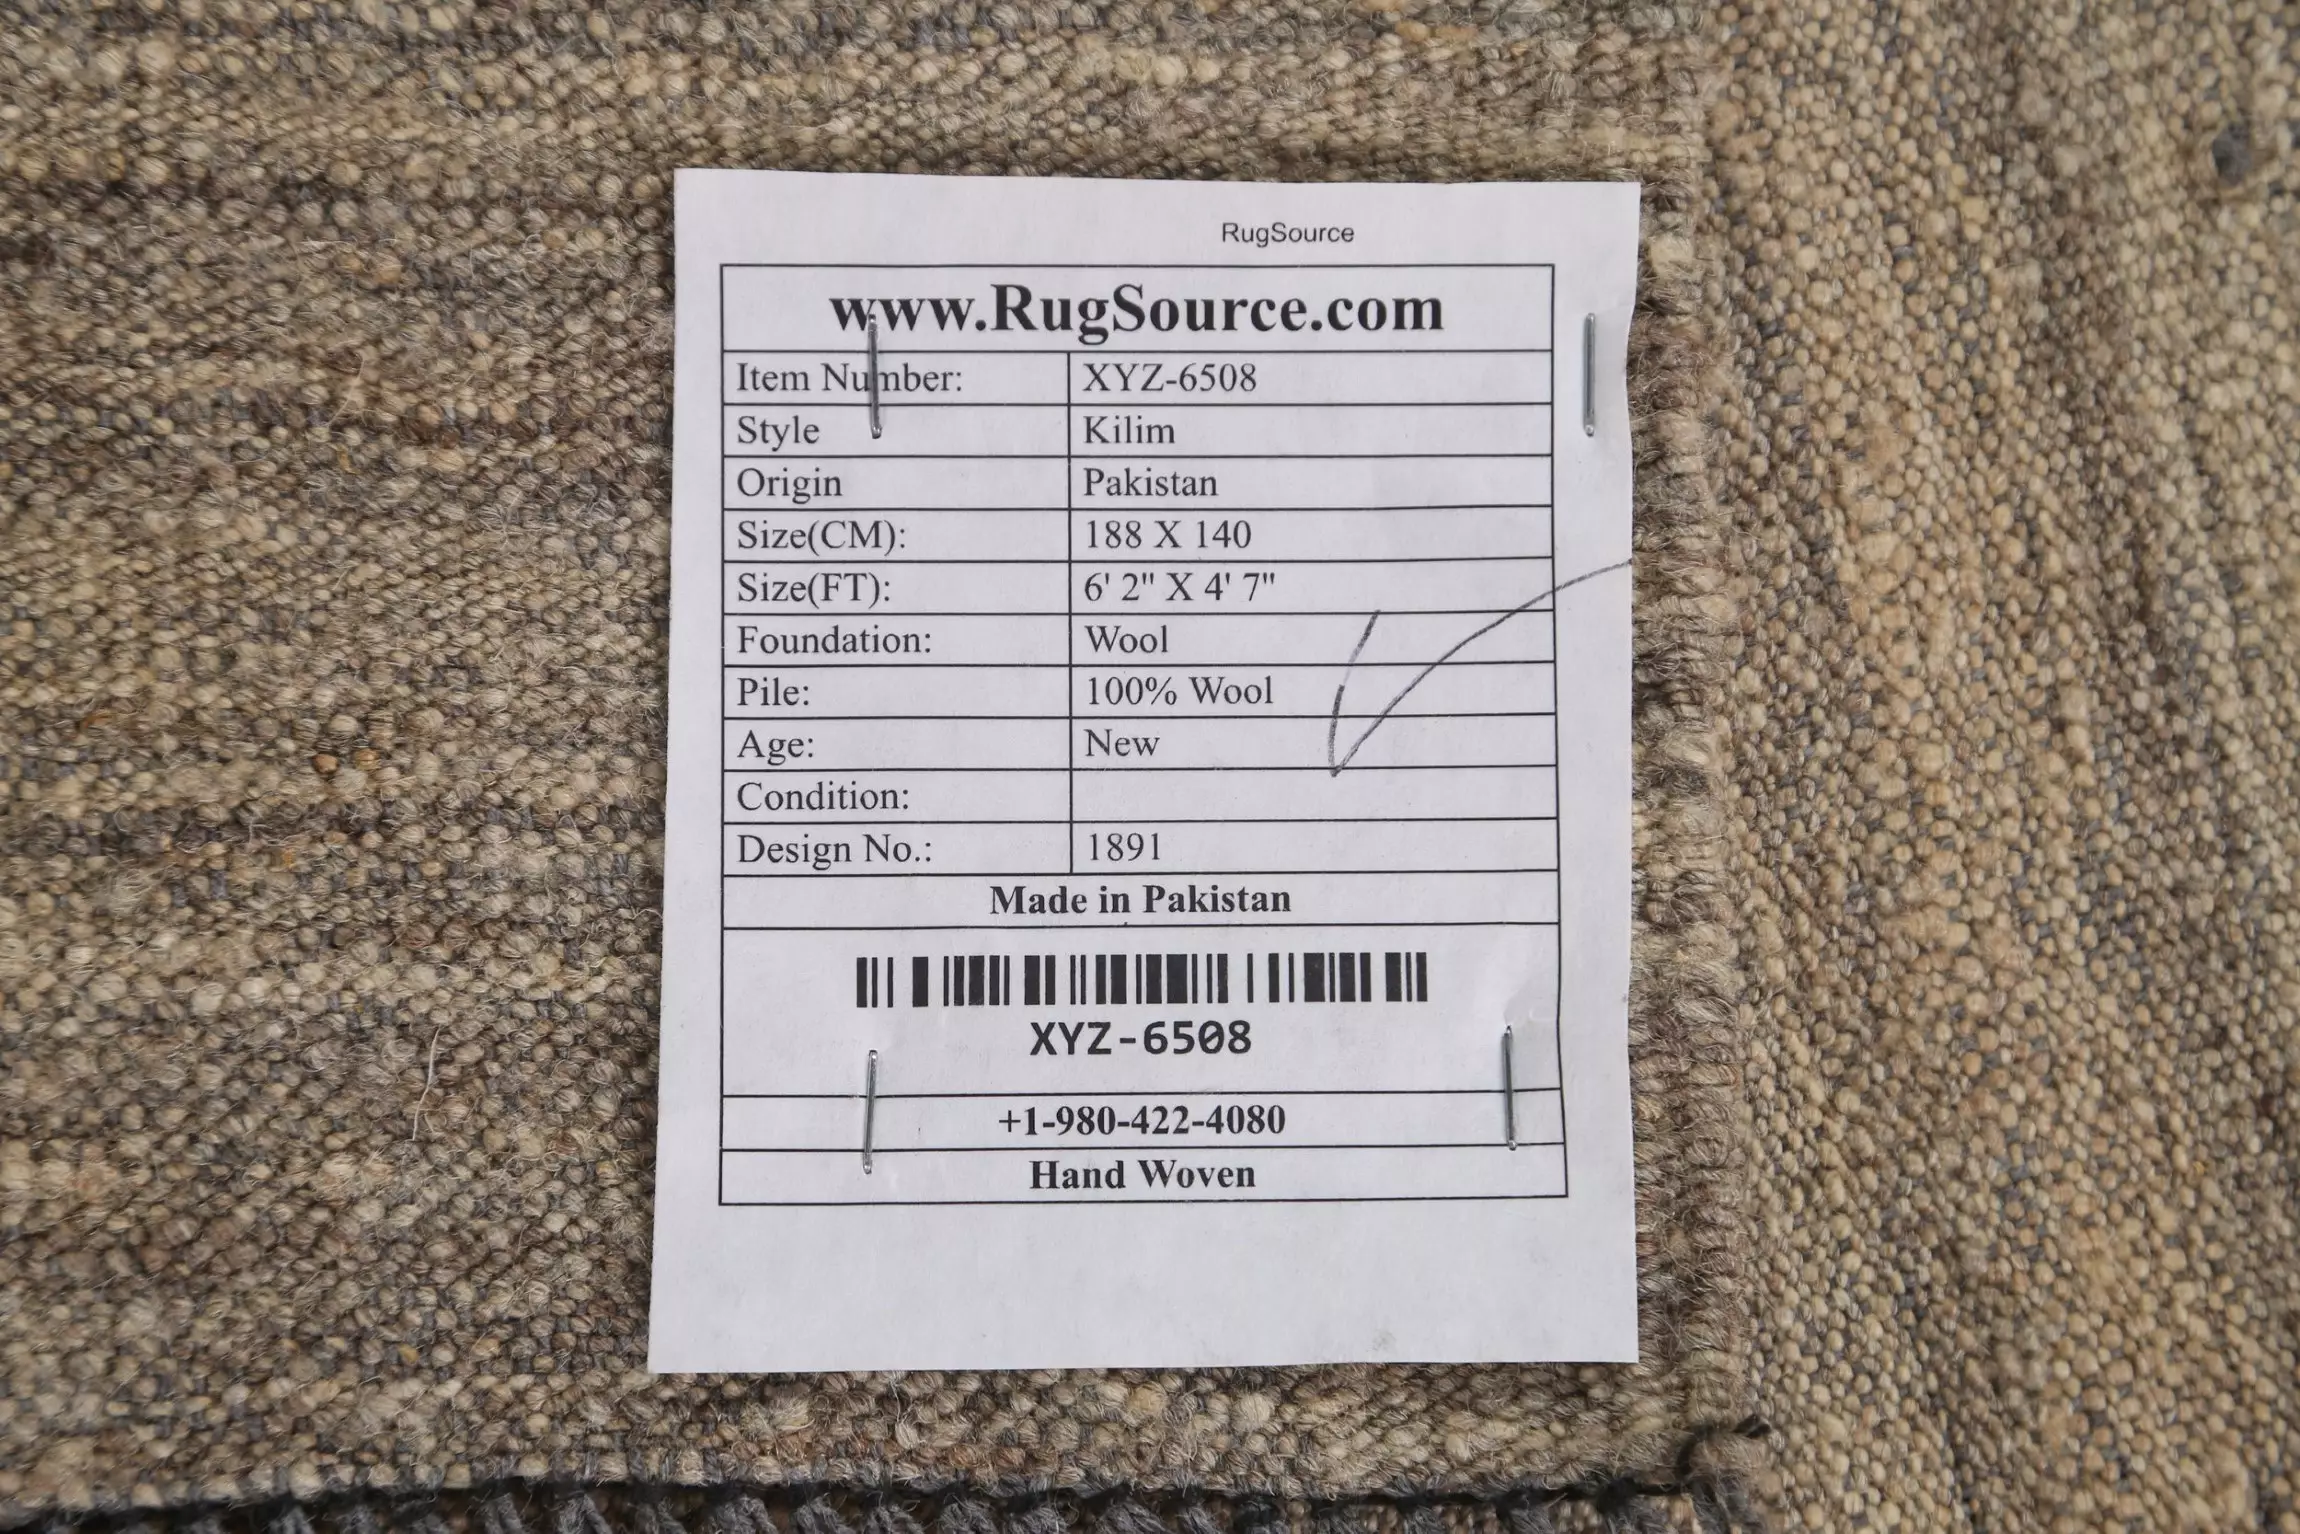 RugSource
www.RugSource.com
Item Number: XYZ-6508
Style Kilim
Origin Pakistan
Size(CM): 188 X 140
Size(FT): 6' 2" X 4' 7"
Foundation: Wool
Pile: 100% Wool
Age: New
Condition:
Design No.: 1891
Made in Pakistan
XYZ-6508
+1-980-422-4080
Hand Woven